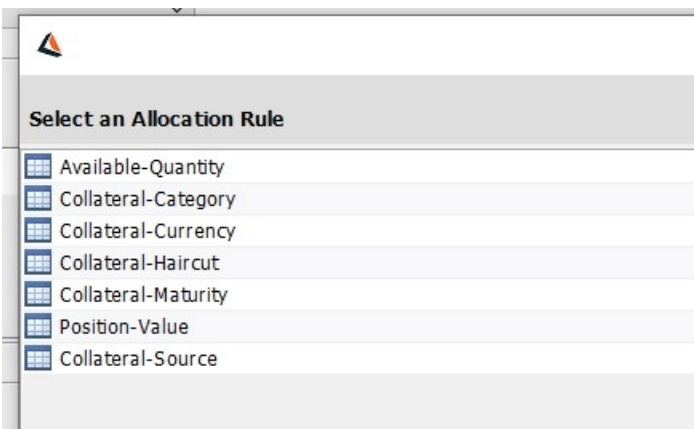 Select an Allocation Rule
Available-Quantity
Collateral-Category
Collateral-Currency
Collateral-Haircut
Collateral-Maturity
Position-Value
Collateral-Source